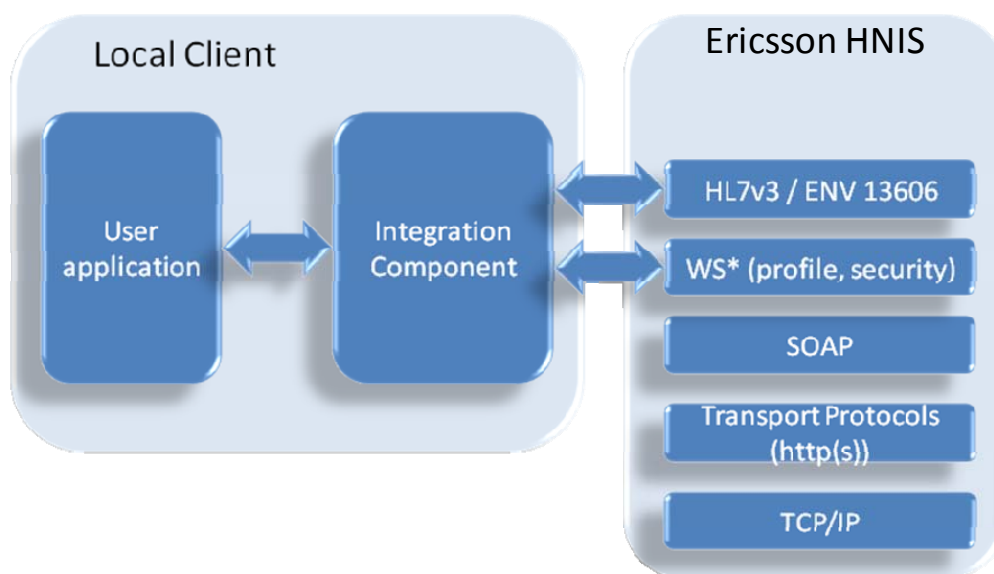 Local Client
User
application
Integration
Component
Ericsson HNIS
HL7v3 / ENV 13606
WS* (profile, security)
SOAP
Transport Protocols
(http(s))
TCP/IP